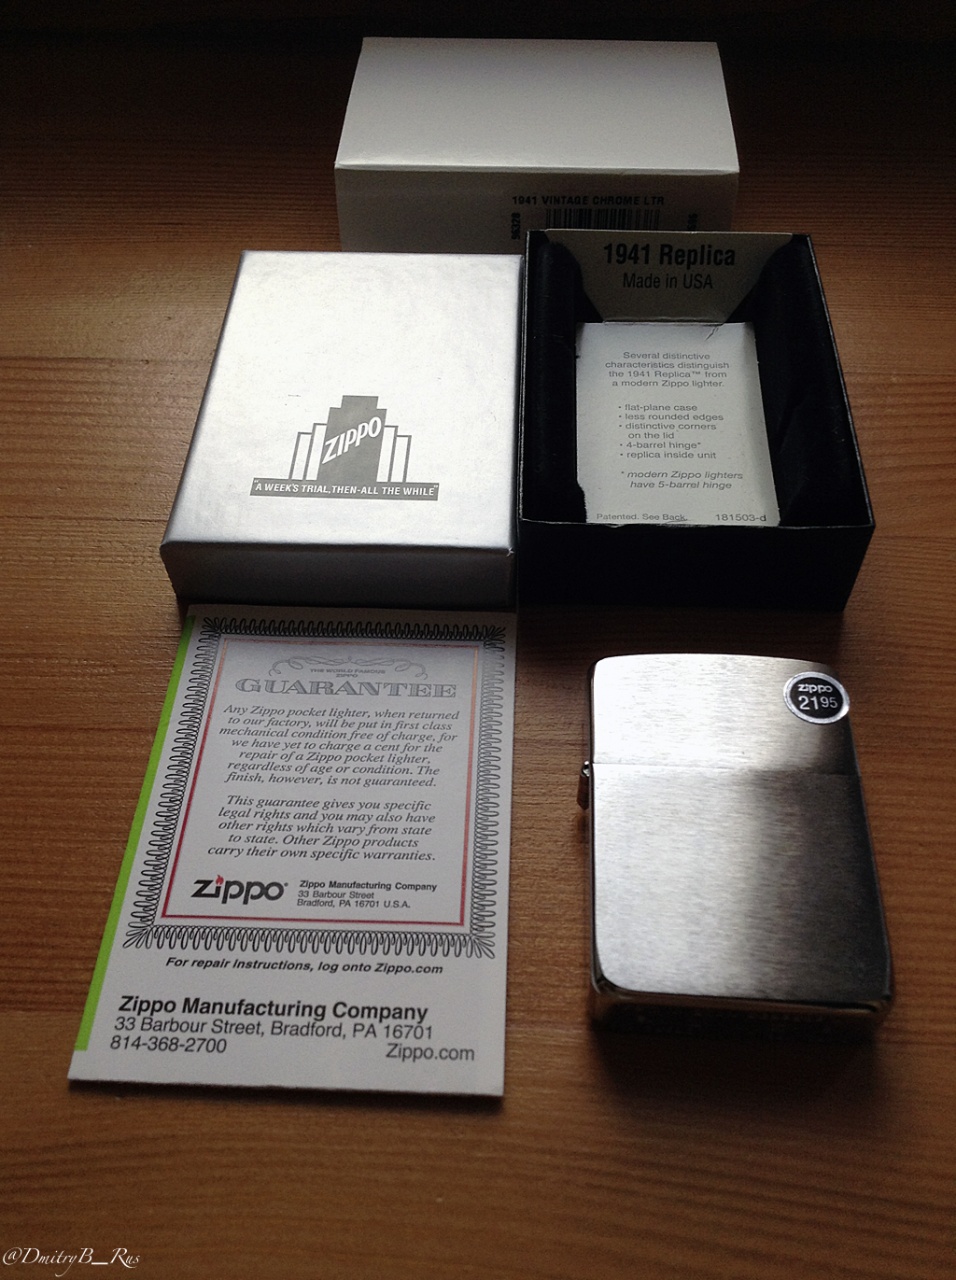 1941 VINTAGE CHROME LTR
1941 Replica
Made in USA
Several distinctive
characteristics distinguish
the 1941 Replica™ from
a modern Zippo lighter.
• flat-plane case
• less rounded edges
• distinctive corners
on the lid
• 4-barrel hinge*
• replica inside unit
* modern Zippo lighters
have 5-barrel hinge
Patented. See Back. 181503-d
ZIPPO
"A WEEK'S TRIAL, THEN-ALL THE WHILE"
THE WORLD FAMOUS
ZIPPO
GUARANTEE
Any Zippo pocket lighter, when returned
to our factory, will be put in first class
mechanical condition free of charge, for
we have yet to charge a cent for the
repair of a Zippo pocket lighter,
regardless of age or condition. The
finish, however, is not guaranteed.
This guarantee gives you specific
legal rights and you may also have
other rights which vary from state
to state. Other Zippo products
carry their own specific warranties.
Zippo®
Zippo Manufacturing Company
33 Barbour Street
Bradford, PA 16701 U.S.A.
For repair instructions, log onto Zippo.com
Zippo Manufacturing Company
33 Barbour Street, Bradford, PA 16701
814-368-2700 Zippo.com
zippo
2195
@DmitryB_Rus